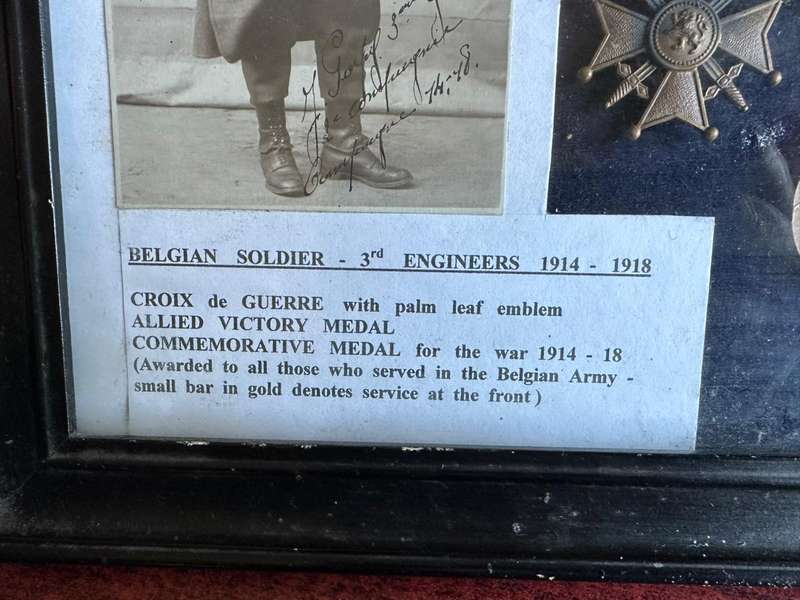 14-18.
BELGIAN SOLDIER - 3rd ENGINEERS 1914 - 1918
CROIX de GUERRE with palm leaf emblem
ALLIED VICTORY MEDAL
COMMEMORATIVE MEDAL for the war 1914 - 18
(Awarded to all those who served in the Belgian Army -
small bar in gold denotes service at the front)